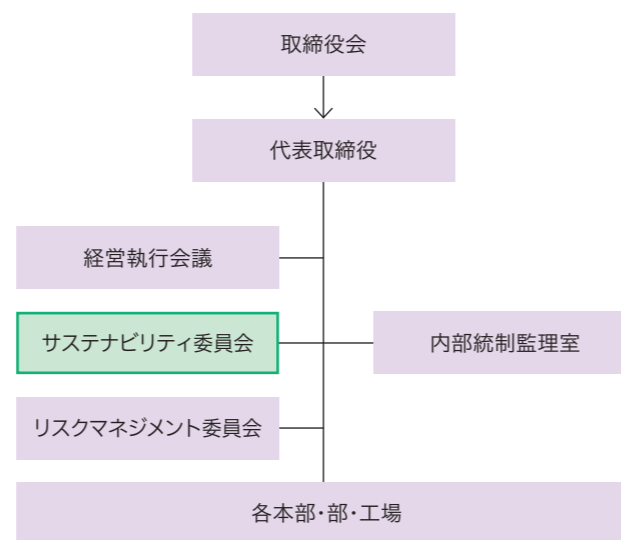 取締役会
代表取締役
経営執行会議
サステナビリティ委員会
内部統制監理室
リスクマネジメント委員会
各本部・部・工場